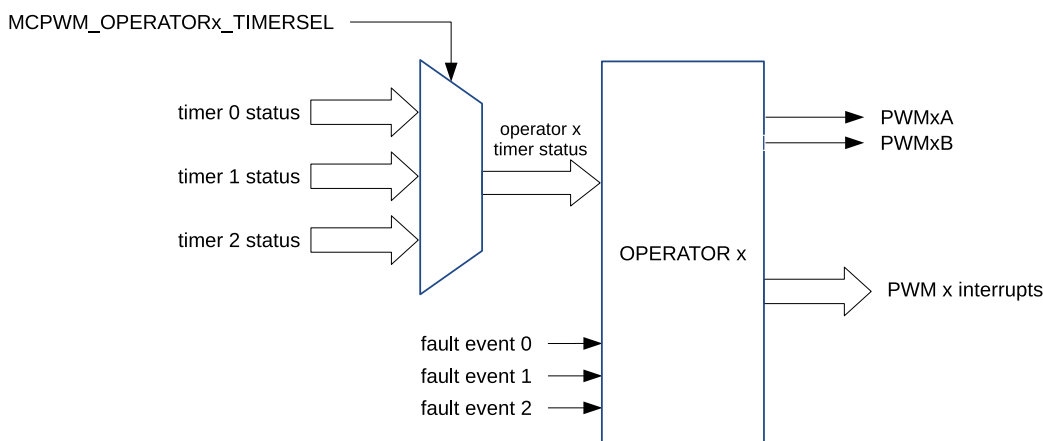 MCPWM_OPERATORx_TIMERSEL
timer 0 status
timer 1 status
timer 2 status
operator x
timer status
OPERATOR x
PWMxA
PWMxB
PWM x interrupts
fault event 0
fault event 1
fault event 2